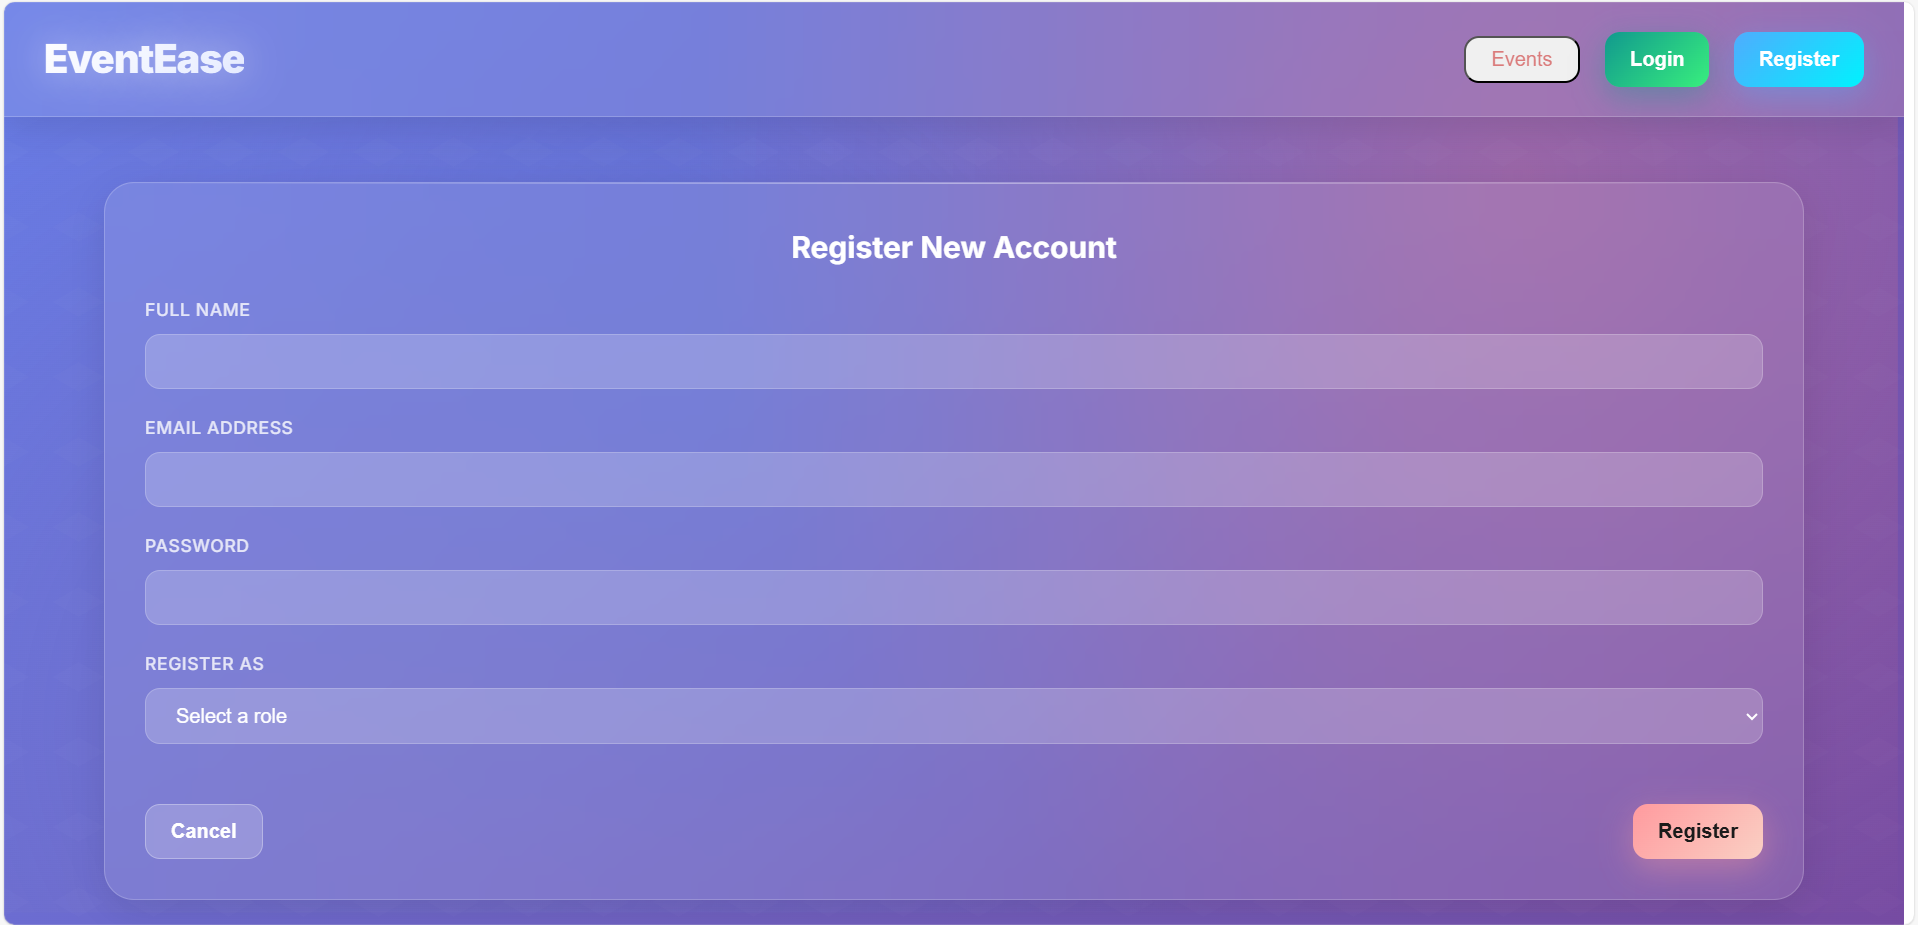 EventEase
Events
Login
Register
Register New Account
FULL NAME
EMAIL ADDRESS
PASSWORD
REGISTER AS
Select a role
Cancel
Register